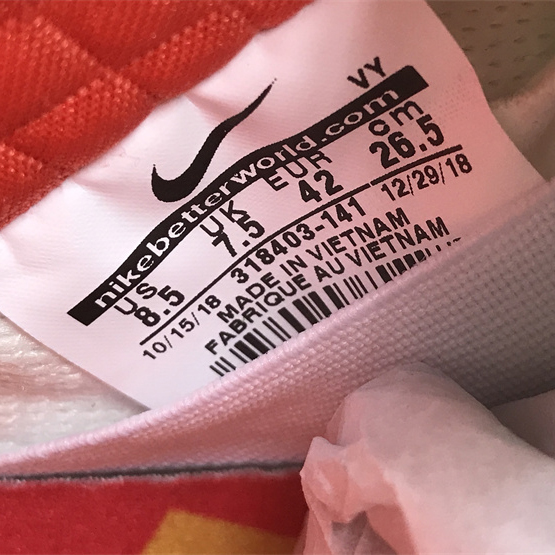 VY
nikebetterworld.com
US UK EUR cm
8.5 7.5 42 26.5
10/15/18 318403-141 12/29/18
MADE IN VIETNAM
FABRIQUE AU VIETNAM